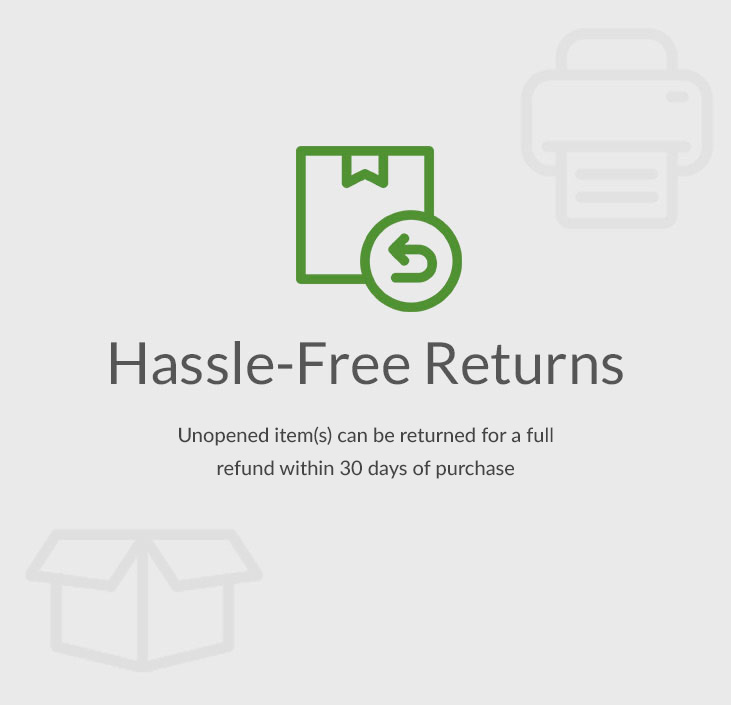 Hassle-Free Returns
Unopened item(s) can be returned for a full
refund within 30 days of purchase